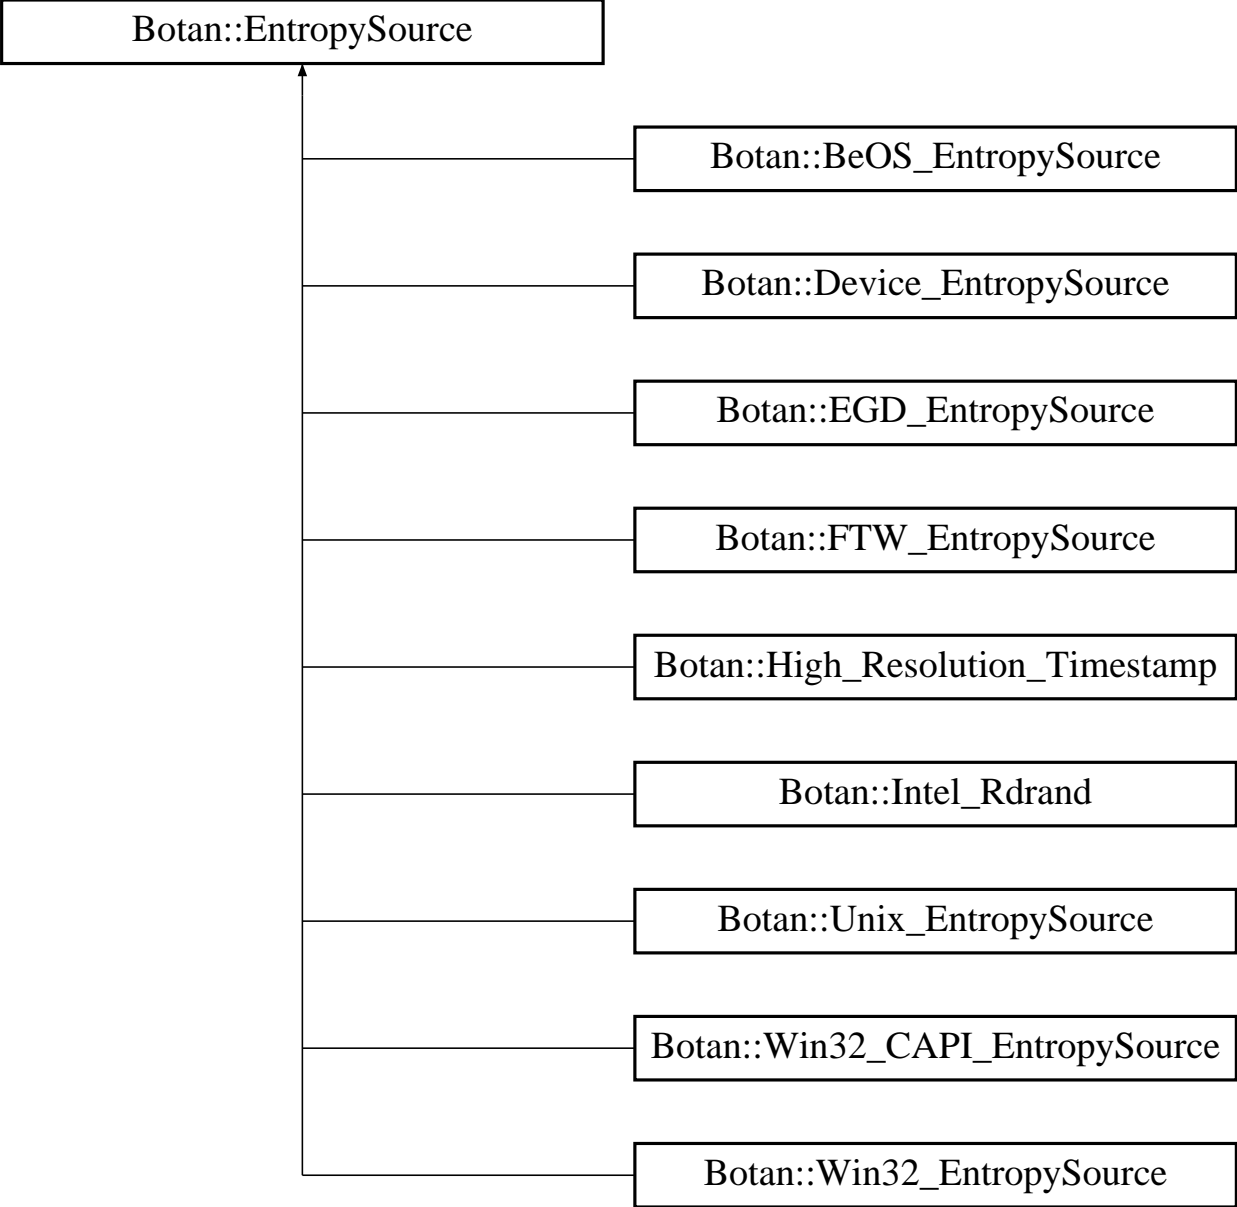 Botan::EntropySource
Botan::BeOS_EntropySource
Botan::Device_EntropySource
Botan::EGD_EntropySource
Botan::FTW_EntropySource
Botan::High_Resolution_Timestamp
Botan::Intel_Rdrand
Botan::Unix_EntropySource
Botan::Win32_CAPI_EntropySource
Botan::Win32_EntropySource